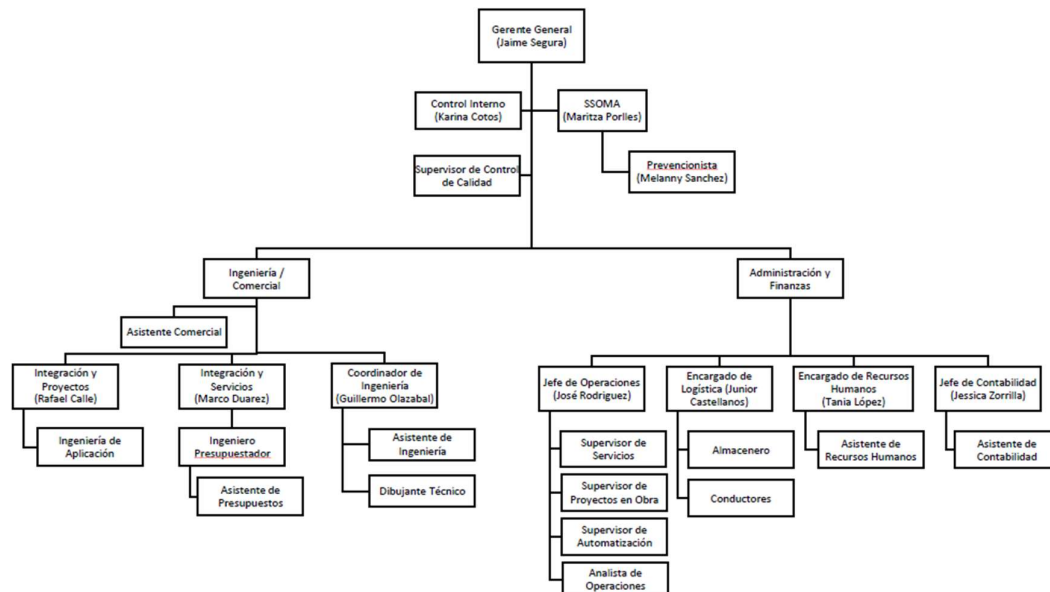 Gerente General
(Jaime Segura)
Control Interno
(Karina Cotos)
SSOMA
(Maritza Porlles)
Supervisor de Control
de Calidad
Prevencionista
(Melanny Sanchez)
Ingeniería /
Comercial
Administración y
Finanzas
Asistente Comercial
Integración y
Proyectos
(Rafael Calle)
Integración y
Servicios
(Marco Duarez)
Coordinador de
Ingeniería
(Guillermo Olazabal)
Jefe de Operaciones
(José Rodriguez)
Encargado de
Logística (Junior
Castellanos)
Encargado de Recursos
Humanos
(Tania López)
Jefe de Contabilidad
(Jessica Zorrilla)
Ingeniería de
Aplicación
Ingeniero
Presupuestador
Asistente de
Ingeniería
Supervisor de
Servicios
Almacenero
Asistente de
Recursos Humanos
Asistente de
Contabilidad
Asistente de
Presupuestos
Dibujante Técnico
Supervisor de
Proyectos en Obra
Conductores
Supervisor de
Automatización
Analista de
Operaciones